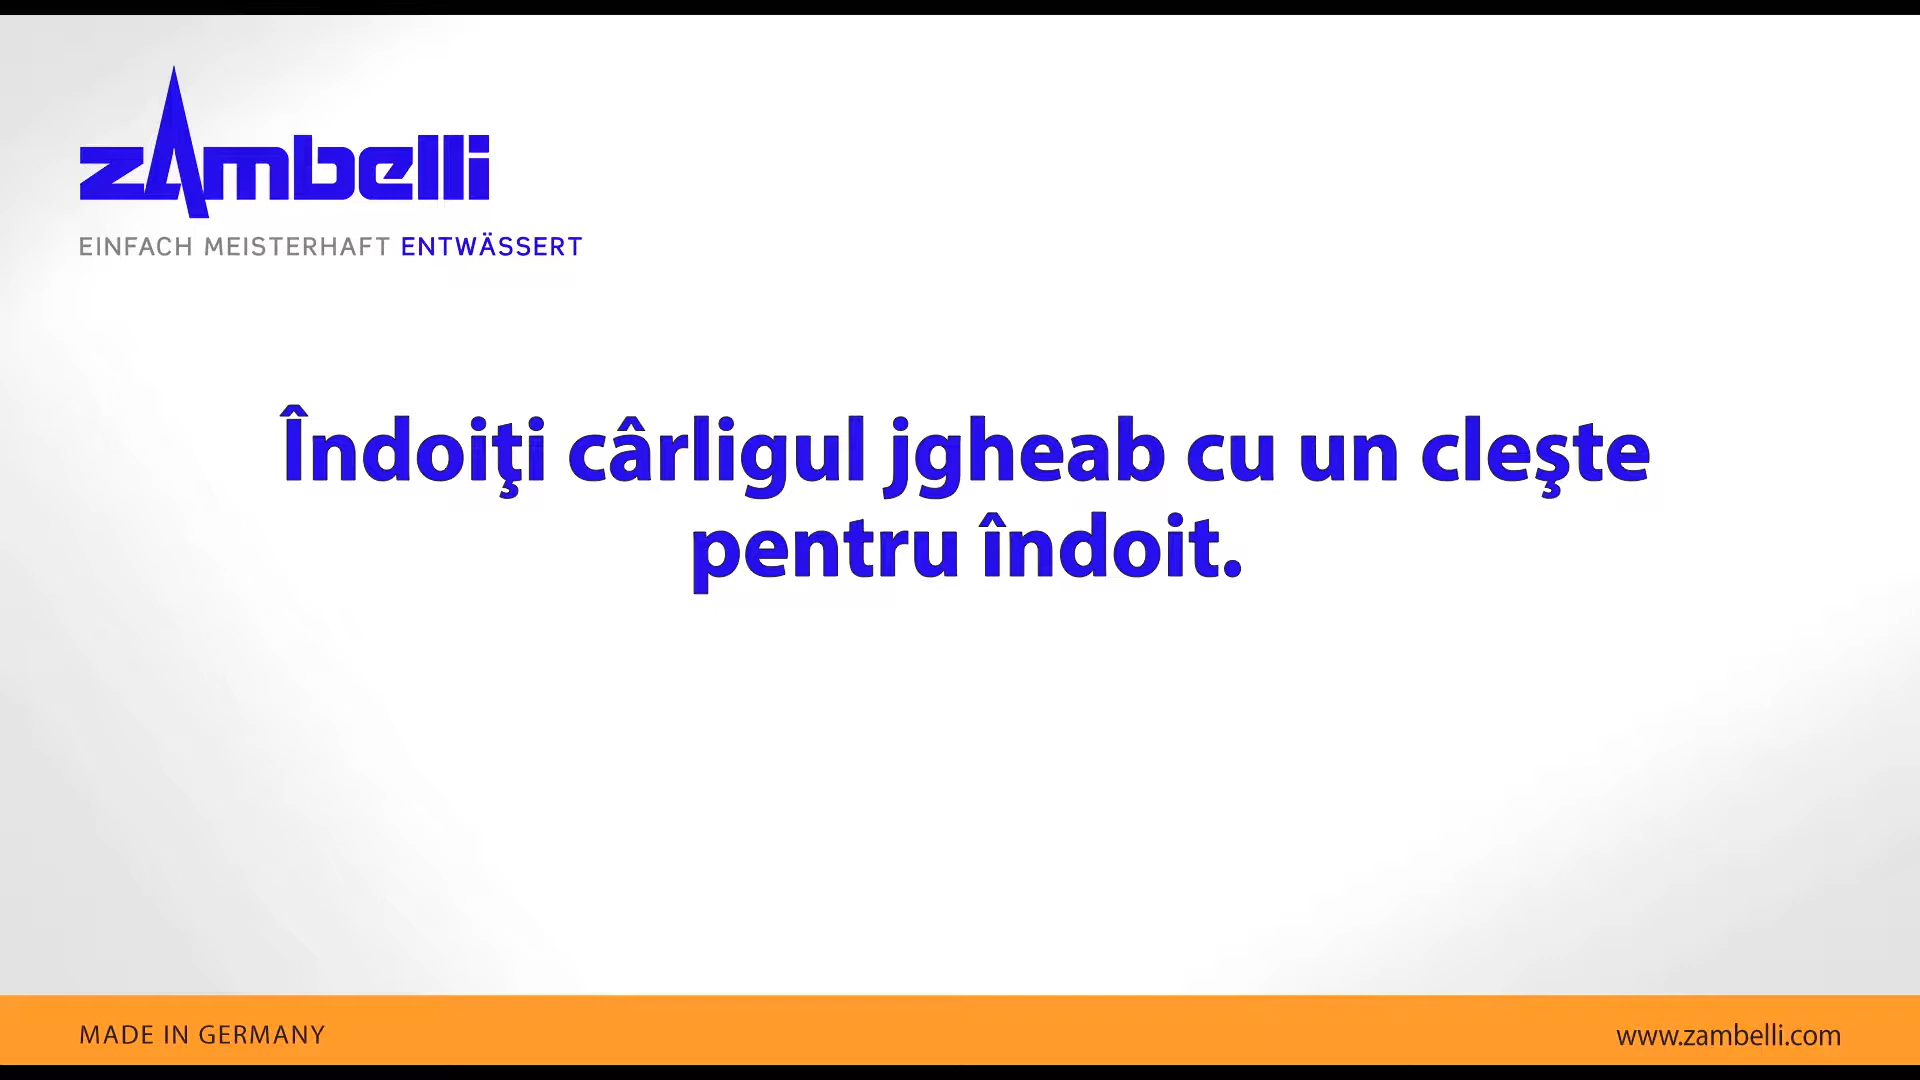 zAmbelli
EINFACH MEISTERHAFT ENTWÄSSERT
Îndoiţi cârligul jgheab cu un cleşte
pentru îndoit.
MADE IN GERMANY
www.zambelli.com